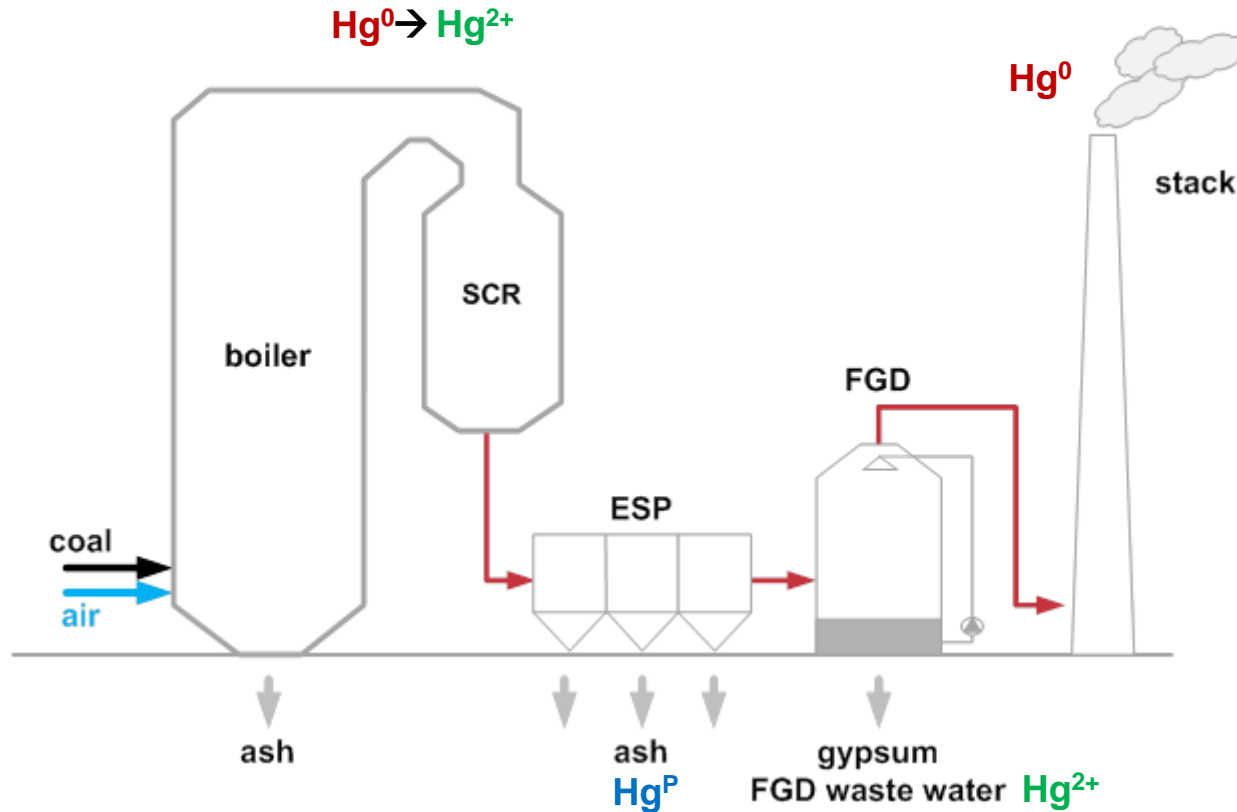 Hg⁰→ Hg²⁺
Hg⁰
stack
SCR
boiler
FGD
ESP
coal
air
ash
ash
Hgᴾ
gypsum
FGD waste water Hg²⁺